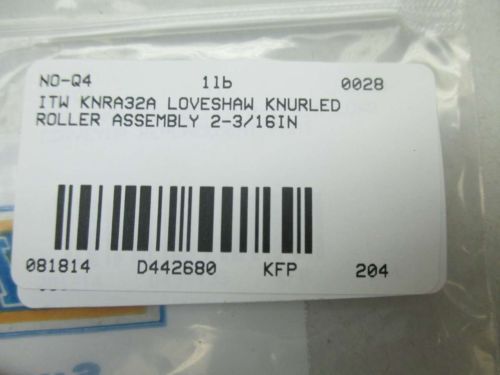 NO-Q4 1lb 0028
ITW KNRA32A LOVESHAW KNURLED
ROLLER ASSEMBLY 2-3/16IN
081814 D442680 KFP 204